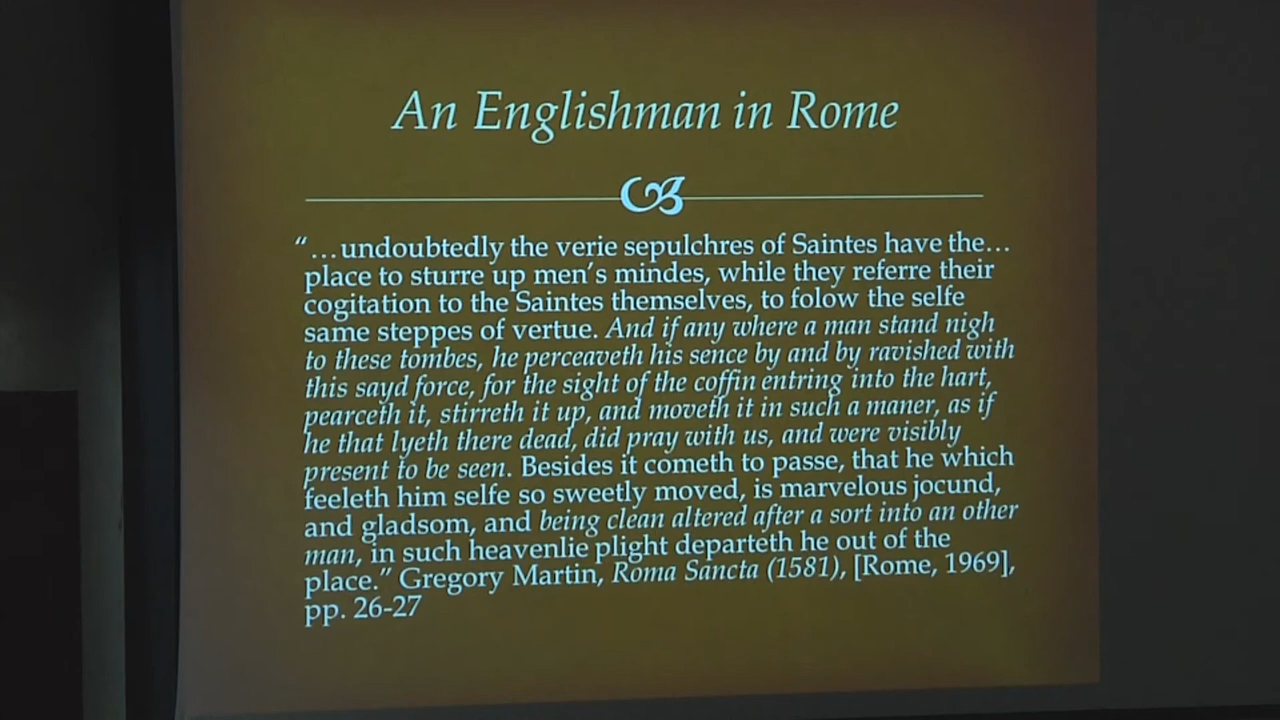 An Englishman in Rome
“…undoubtedly the verie sepulchres of Saintes have the…
place to sturre up men’s mindes, while they referre their
cogitation to the Saintes themselves, to folow the selfe
same steppes of vertue. And if any where a man stand nigh
to these tombes, he perceaveth his sence by and by ravished with
this sayd force, for the sight of the coffin entring into the hart,
pearceth it, stirreth it up, and moveth it in such a maner, as if
he that lyeth there dead, did pray with us, and were visibly
present to be seen. Besides it cometh to passe, that he which
feeleth him selfe so sweetly moved, is marvelous jocund,
and gladsom, and being clean altered after a sort into an other
man, in such heavenlie plight departeth he out of the
place.” Gregory Martin, Roma Sancta (1581), [Rome, 1969],
pp. 26-27